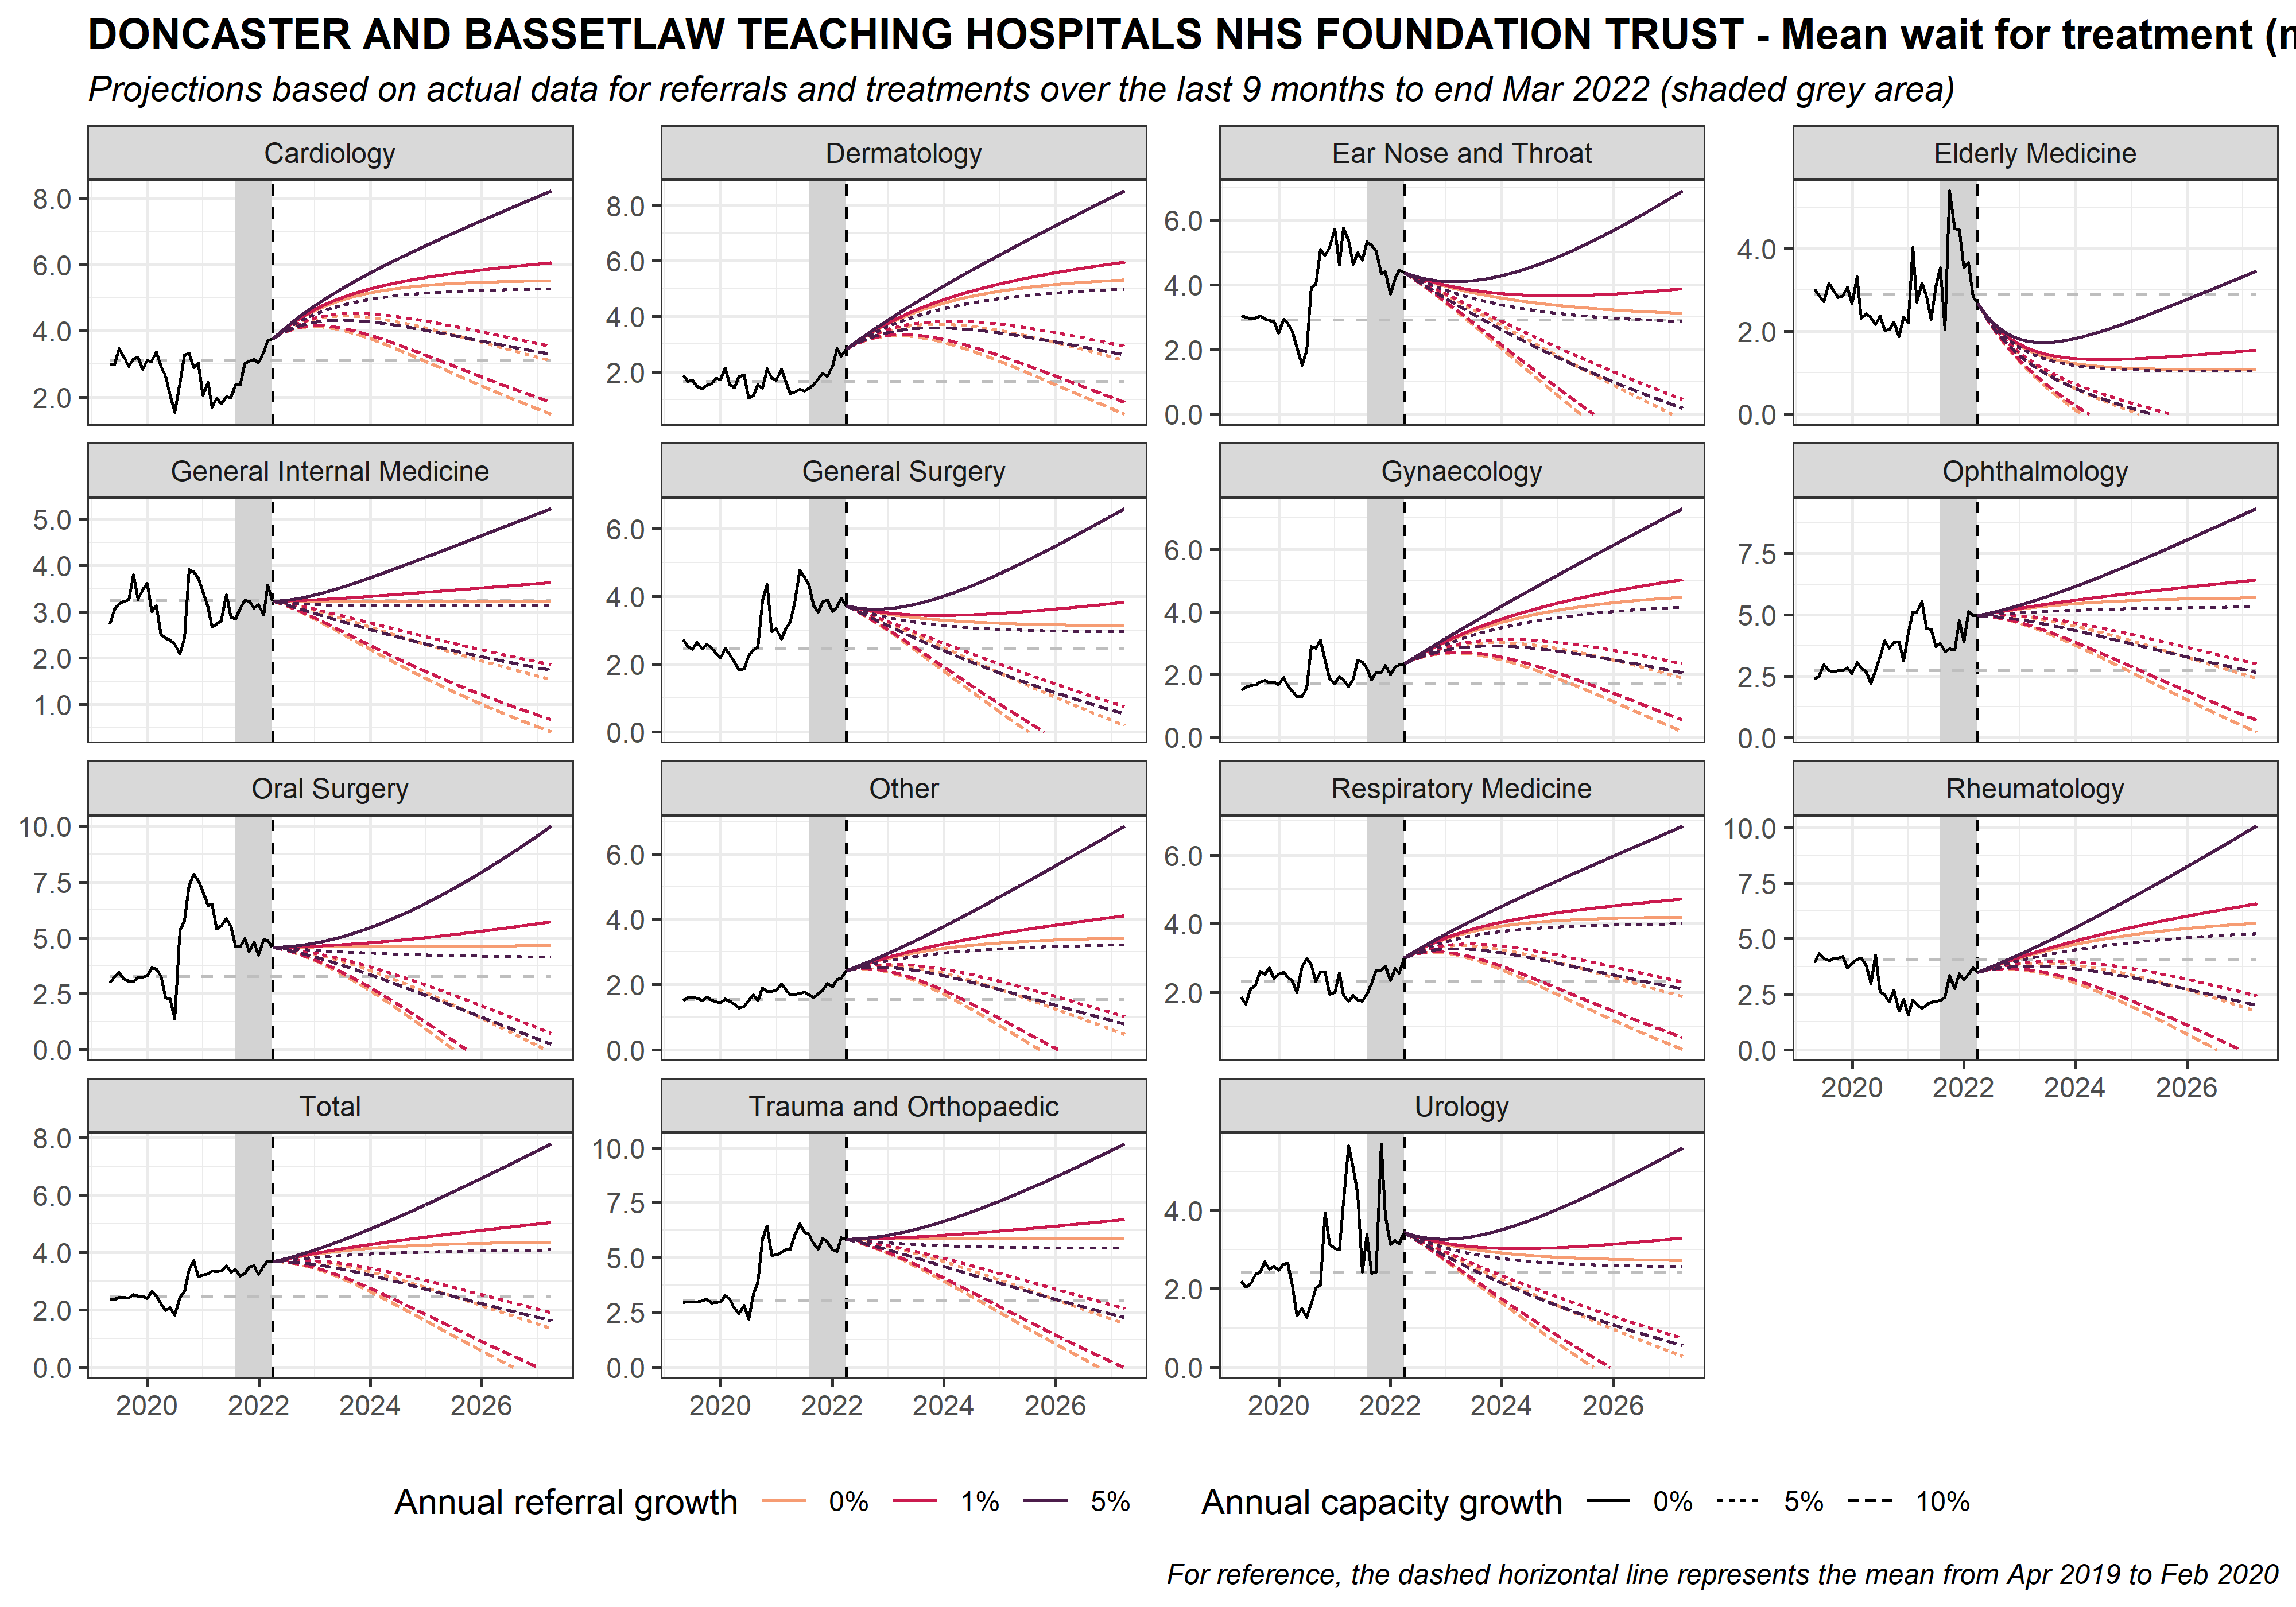 DONCASTER AND BASSETLAW TEACHING HOSPITALS NHS FOUNDATION TRUST - Mean wait for treatment (
Projections based on actual data for referrals and treatments over the last 9 months to end Mar 2022 (shaded grey area)
Cardiology
8.0
6.0
4.0
2.0
Dermatology
8.0
6.0
4.0
2.0
Ear Nose and Throat
6.0
4.0
2.0
0.0
Elderly Medicine
4.0
2.0
0.0
General Internal Medicine
5.0
4.0
3.0
2.0
1.0
General Surgery
6.0
4.0
2.0
0.0
Gynaecology
6.0
4.0
2.0
0.0
Ophthalmology
7.5
5.0
2.5
0.0
Oral Surgery
10.0
7.5
5.0
2.5
0.0
Other
6.0
4.0
2.0
0.0
Respiratory Medicine
6.0
4.0
2.0
Rheumatology
10.0
7.5
5.0
2.5
0.0
2020 2022 2024 2026
Total
8.0
6.0
4.0
2.0
0.0
2020 2022 2024 2026
Trauma and Orthopaedic
10.0
7.5
5.0
2.5
0.0
2020 2022 2024 2026
Urology
4.0
2.0
0.0
2020 2022 2024 2026
Annual referral growth 0% 1% 5% Annual capacity growth 0% 5% 10%
For reference, the dashed horizontal line represents the mean from Apr 2019 to Feb 2020